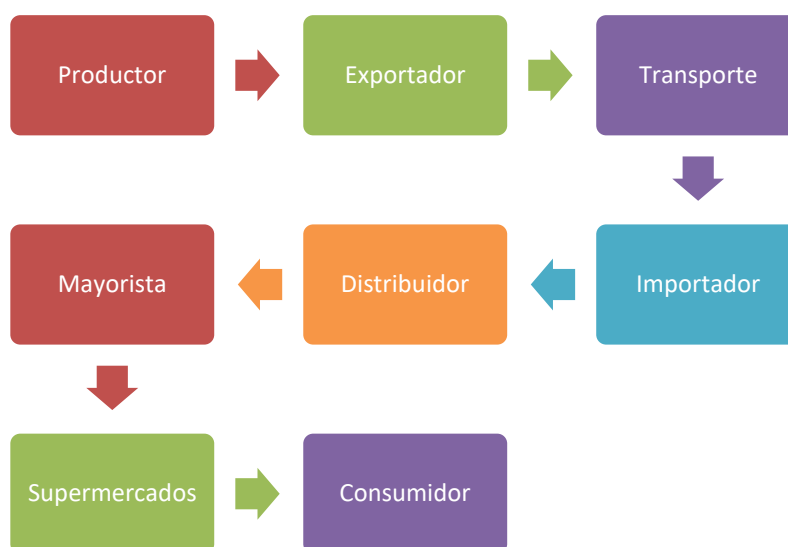 Productor
Exportador
Transporte
Importador
Distribuidor
Mayorista
Supermercados
Consumidor